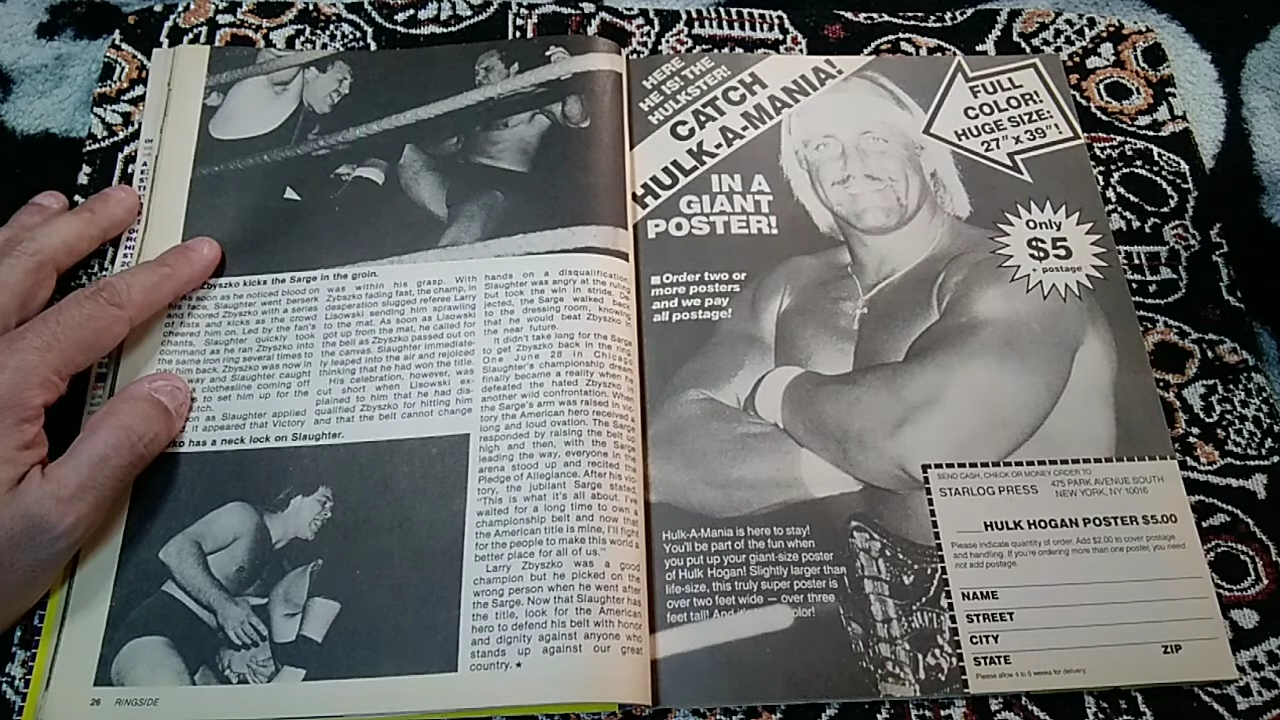 Zbyszko kicks the Sarge in the groin.
As soon as he noticed blood on
his face, Slaughter went berserk
and floored Zbyszko with a series
of fists and kicks as the crowd
cheered him on. Led by the fan's
chants, Slaughter quickly took
command as he ran Zbyszko into
the same iron ring several times to
pay him back. Zbyszko was now in
way and Slaughter caught
clothesline coming off
to set him up for the
clutch.
on as Slaughter applied
it appeared that Victory
was within his grasp. With
Zbyszko fading fast, the champ, in
desperation slugged referee Larry
Lisowski sending him sprawling
to the mat. As soon as Lisowski
got up from the mat, he called for
the bell as Zbyszko passed out on
the canvas. Slaughter immediate-
ly leaped into the air and rejoiced
thinking that he had won the title.
His celebration, however, was
cut short when Lisowski ex-
plained to him that he had dis-
qualified Zbyszko for hitting him
and that the belt cannot change
hands on a disqualification.
Slaughter was angry at the ruling
but took the win in stride. De-
jected, the Sarge walked back
to the dressing room, knowing
that he would beat Zbyszko in
the near future.
It didn't take long for the Sarge
to get Zbyszko back in the ring.
On June 28 in Chicago,
Slaughter's championship dream
finally became a reality when he
defeated the hated Zbyszko in
another wild confrontation. When
the Sarge's arm was raised in vic-
tory the American hero received a
long and loud ovation. The Sarge
responded by raising the belt up
high and then, with the Sarge
leading the way, everyone in the
arena stood up and recited the
Pledge of Allegiance. After his vic-
tory, the jubilant Sarge stated,
"This is what it's all about. I've
waited for a long time to own a
championship belt and now that
the American title is mine, I'll fight
for the people to make this world a
better place for all of us."
Larry Zbyszko was a good
champion but he picked on the
wrong person when he went after
the Sarge. Now that Slaughter has
the title, look for the American
hero to defend his belt with honor
and dignity against anyone who
stands up against our great
country.★
has a neck lock on Slaughter.
26 RINGSIDE
HERE
HE IS! THE
HULKSTER!
CATCH
HULK-A-MANIA!
IN A
GIANT
POSTER!
FULL
COLOR!
HUGE SIZE:
27" x 39"!
Only
$5
+ postage
■Order two or
more posters
and we pay
all postage!
Hulk-A-Mania is here to stay!
You'll be part of the fun when
you put up your giant-size poster
of Hulk Hogan! Slightly larger than
life-size, this truly super poster is
over two feet wide — over three
feet tall! And color!
SEND CASH, CHECK OR MONEY ORDER TO
STARLOG PRESS
475 PARK AVENUE SOUTH
NEW YORK, NY 10016
HULK HOGAN POSTER $5.00
Please indicate quantity of order. Add $2.00 to cover postage
and handling. If you're ordering more than one poster, you need
not add postage.
NAME
STREET
CITY
STATE ZIP
Please allow 4 to 6 weeks for delivery